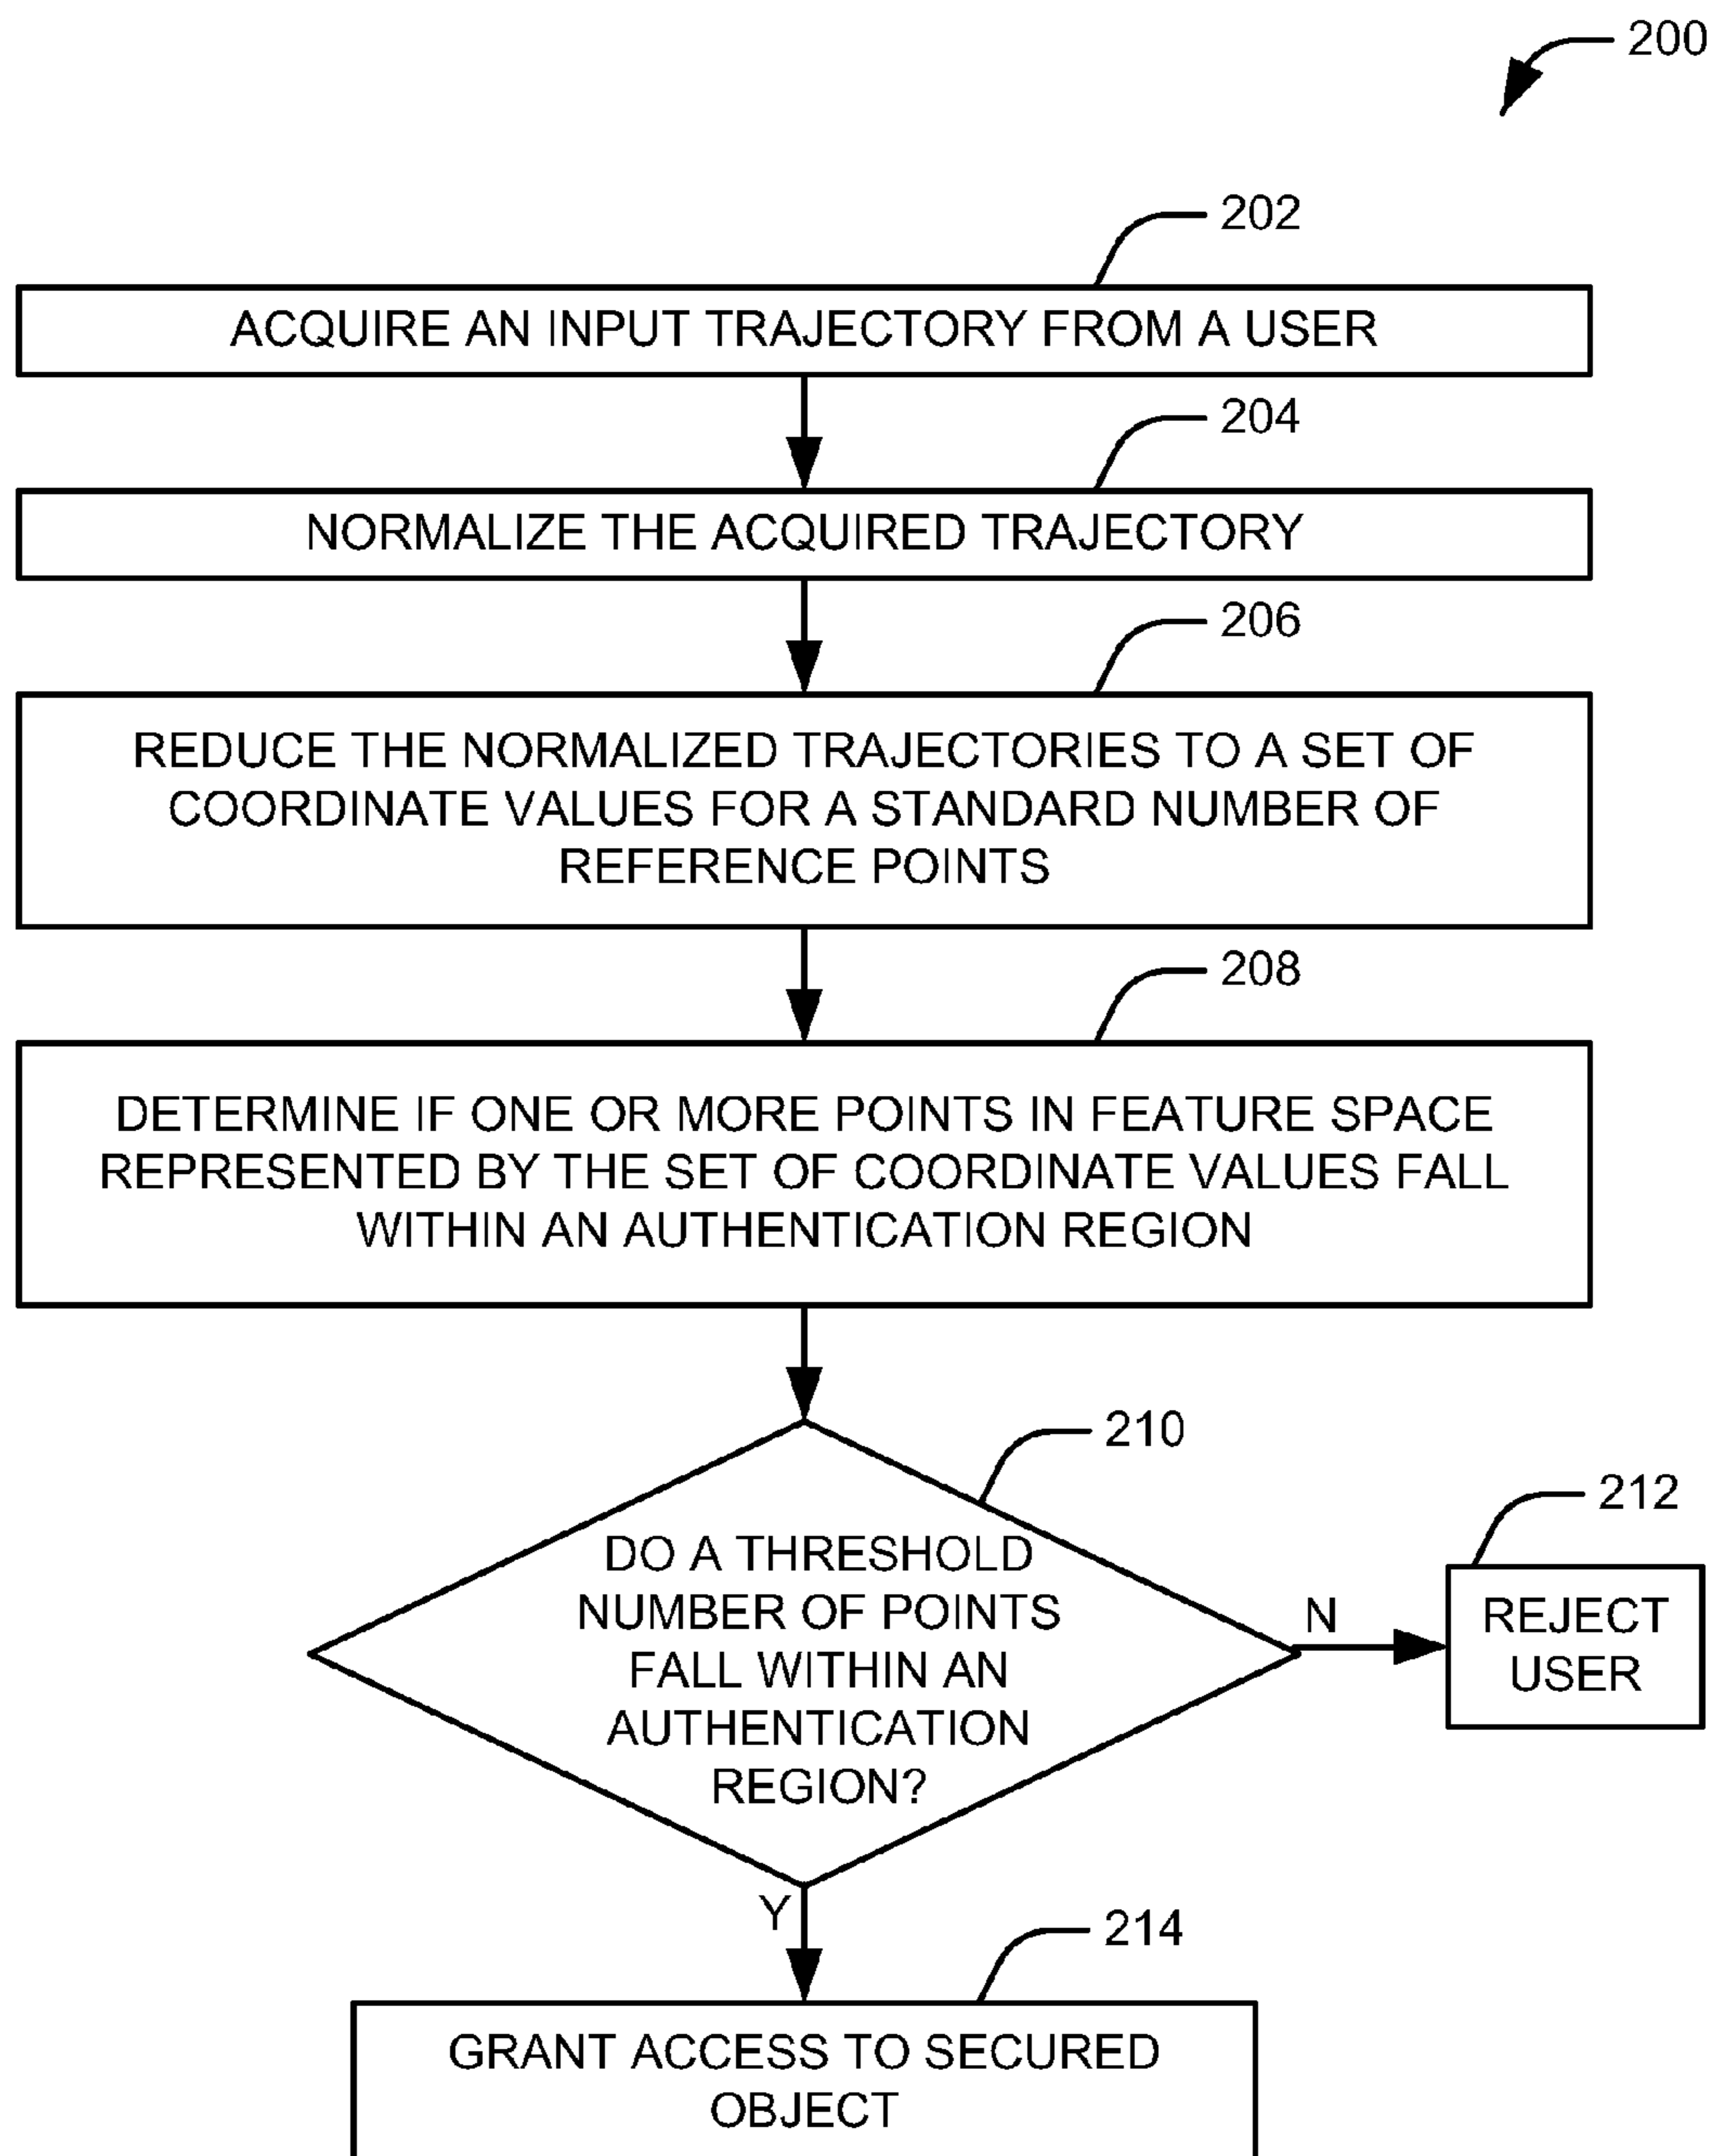 200
202
ACQUIRE AN INPUT TRAJECTORY FROM A USER
204
NORMALIZE THE ACQUIRED TRAJECTORY
206
REDUCE THE NORMALIZED TRAJECTORIES TO A SET OF
COORDINATE VALUES FOR A STANDARD NUMBER OF
REFERENCE POINTS
208
DETERMINE IF ONE OR MORE POINTS IN FEATURE SPACE
REPRESENTED BY THE SET OF COORDINATE VALUES FALL
WITHIN AN AUTHENTICATION REGION
210
DO A THRESHOLD
NUMBER OF POINTS
FALL WITHIN AN
AUTHENTICATION
REGION?
N
212
REJECT
USER
Y
214
GRANT ACCESS TO SECURED
OBJECT